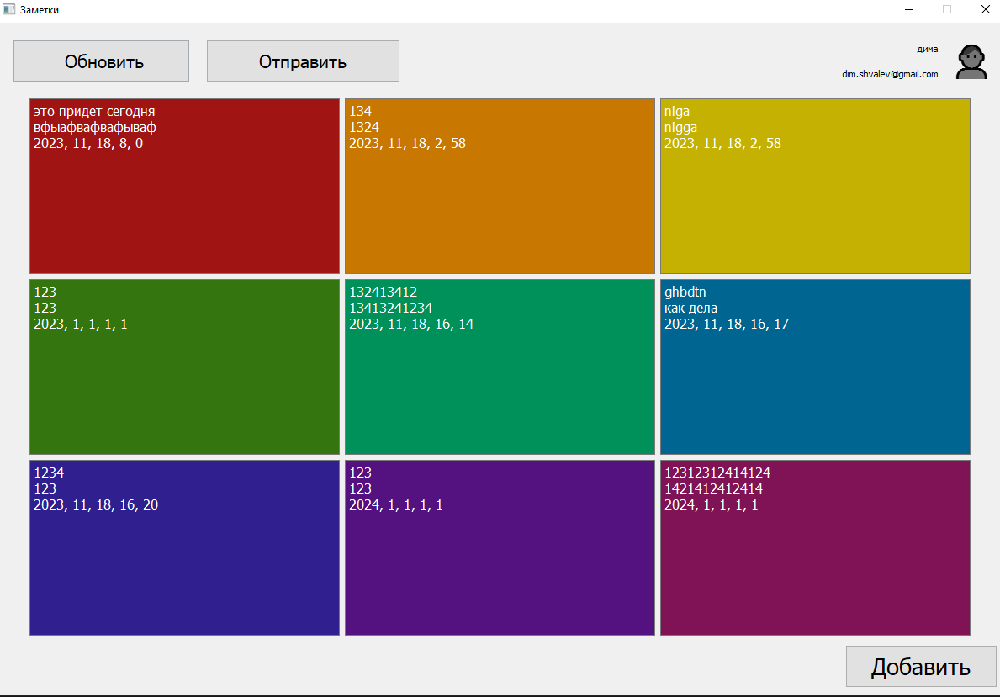 Заметки
Обновить
Отправить
дима
dim.shvalev@gmail.com
это придет сегодня
вфыафвафвафываф
2023, 11, 18, 8, 0
134
1324
2023, 11, 18, 2, 58
niga
nigga
2023, 11, 18, 2, 58
123
123
2023, 1, 1, 1, 1
132413412
13413241234
2023, 11, 18, 16, 14
ghbdtn
как дела
2023, 11, 18, 16, 17
1234
123
2023, 11, 18, 16, 20
123
123
2024, 1, 1, 1, 1
12312312414124
1421412412414
2024, 1, 1, 1, 1
Добавить